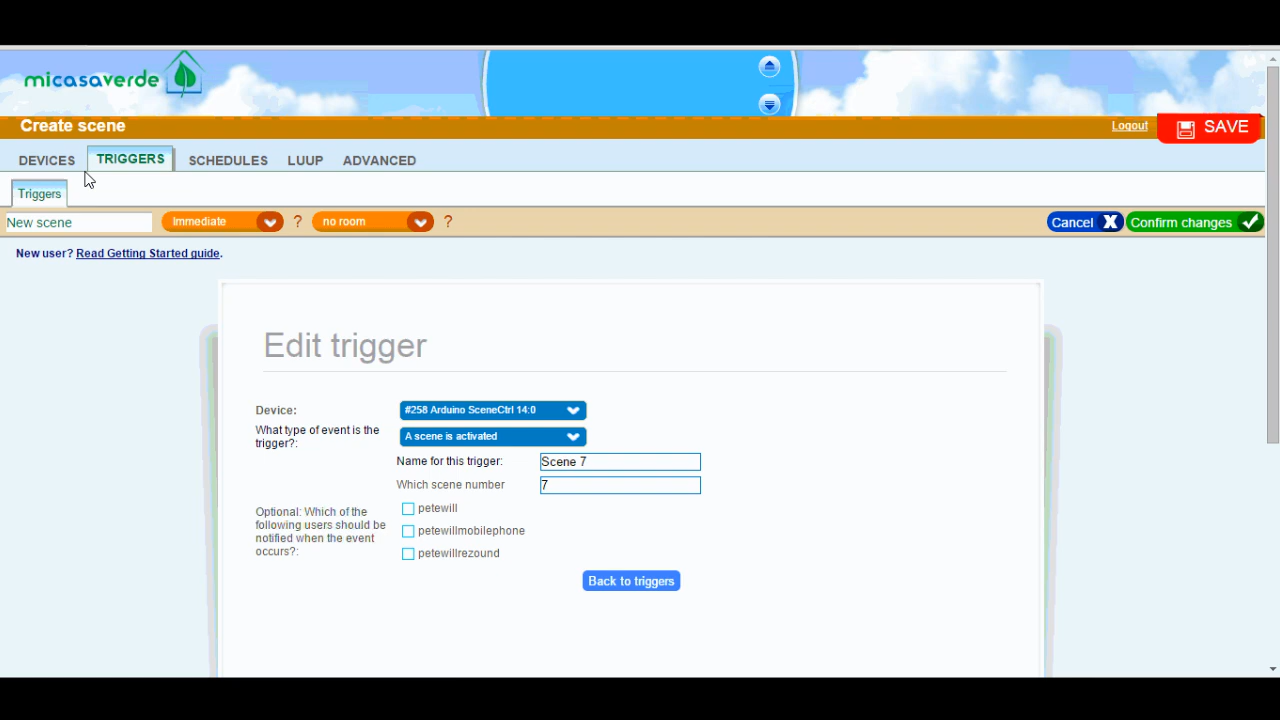 micasaverde
Create scene
Logout
SAVE
DEVICES TRIGGERS SCHEDULES LUUP ADVANCED
Triggers
New scene Immediate ? no room ? Cancel X Confirm changes
New user? Read Getting Started guide.
Edit trigger
Device: #258 Arduino SceneCtrl 14:0
What type of event is the
trigger?:
A scene is activated
Name for this trigger: Scene 7
Which scene number 7
Optional: Which of the
following users should be
notified when the event
occurs?:
petewill
petewillmobilephone
petewillrezound
Back to triggers